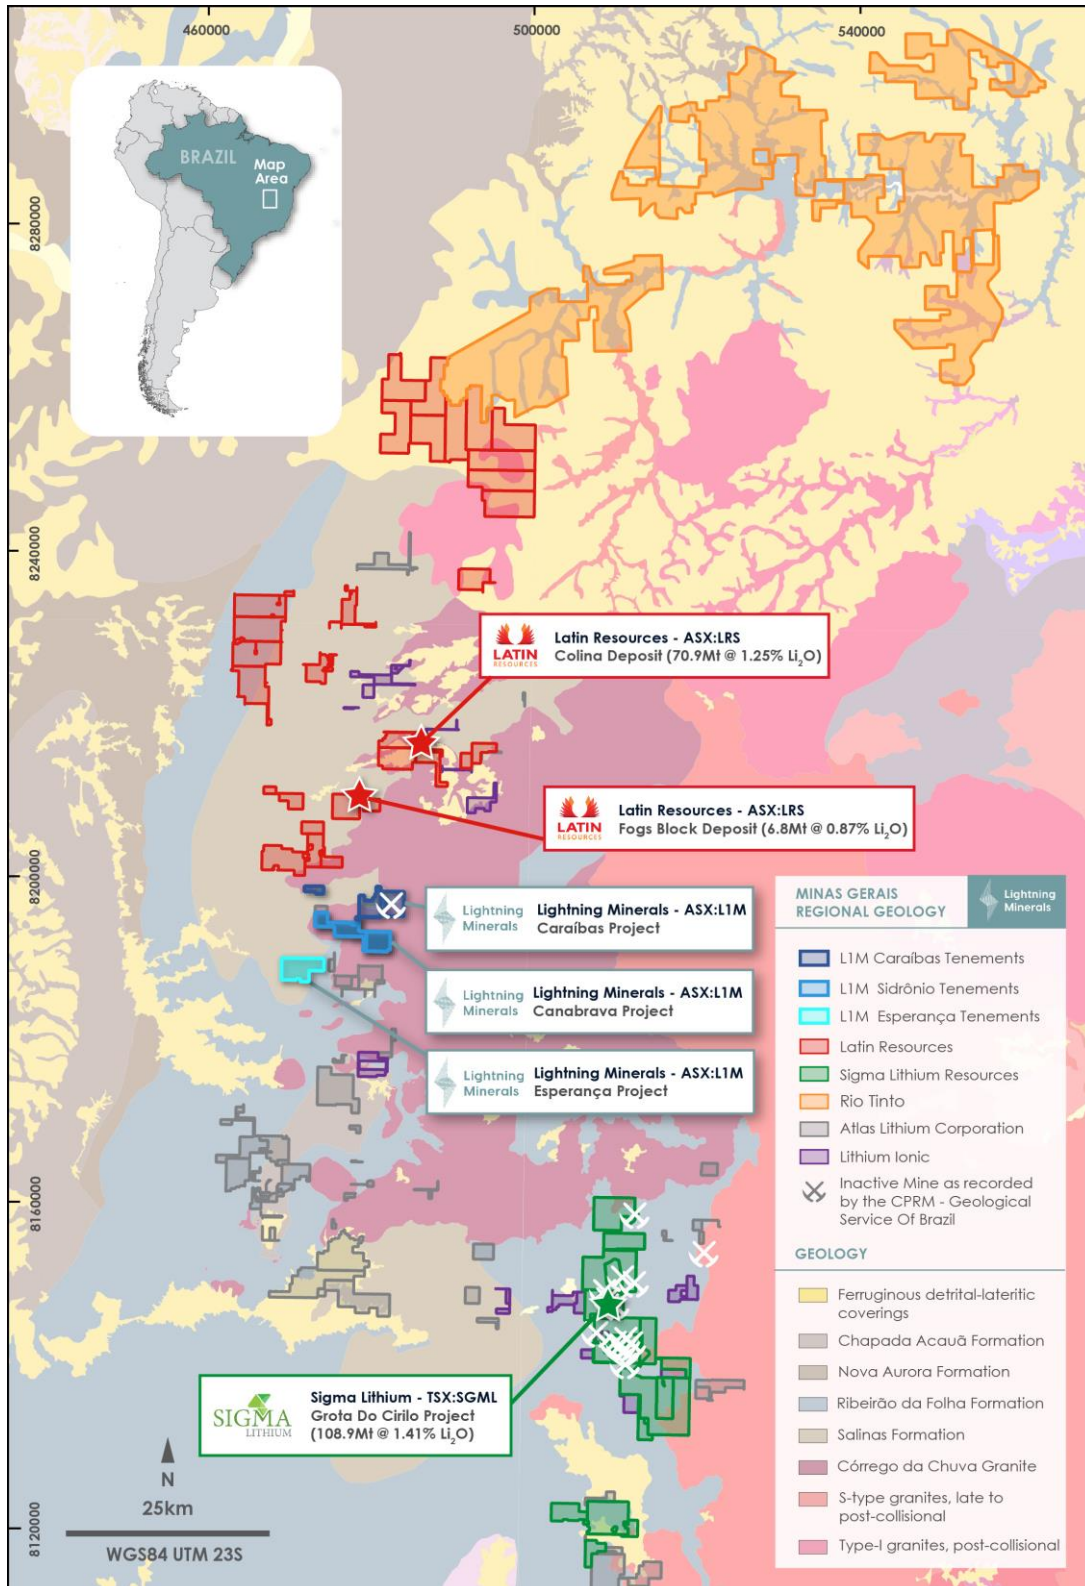 460000
500000
540000
BRAZIL
Map
Area
8280000
8240000
8200000
8160000
8120000
LATIN
RESOURCES
Latin Resources - ASX:LRS
Colina Deposit (70.9Mt @ 1.25% Li₂O)
LATIN
RESOURCES
Latin Resources - ASX:LRS
Fogs Block Deposit (6.8Mt @ 0.87% Li₂O)
Lightning
Minerals
Lightning Minerals - ASX:L1M
Caraíbas Project
Lightning
Minerals
Lightning Minerals - ASX:L1M
Canabrava Project
Lightning
Minerals
Lightning Minerals - ASX:L1M
Esperança Project
SIGMA
LITHIUM
Sigma Lithium - TSX:SGML
Grota Do Cirilo Project
(108.9Mt @ 1.41% Li₂O)
N
25km
WGS84 UTM 23S
MINAS GERAIS
REGIONAL GEOLOGY
Lightning
Minerals
L1M Caraíbas Tenements
L1M Sidrônio Tenements
L1M Esperança Tenements
Latin Resources
Sigma Lithium Resources
Rio Tinto
Atlas Lithium Corporation
Lithium Ionic
Inactive Mine as recorded
by the CPRM - Geological
Service Of Brazil
GEOLOGY
Ferruginous detrital-lateritic
coverings
Chapada Acauã Formation
Nova Aurora Formation
Ribeirão da Folha Formation
Salinas Formation
Córrego da Chuva Granite
S-type granites, late to
post-collisional
Type-I granites, post-collisional